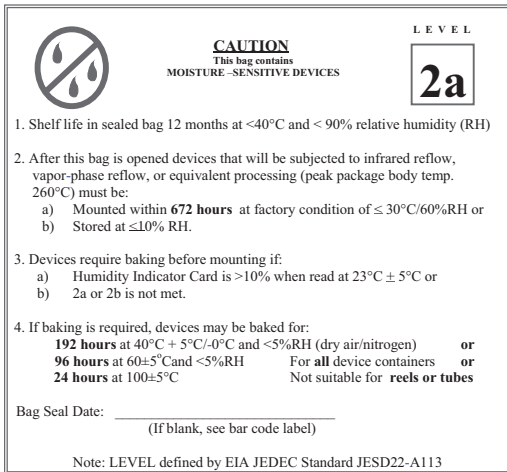 LEVEL
CAUTION
This bag contains
MOISTURE –SENSITIVE DEVICES
2a
1. Shelf life in sealed bag 12 months at <40°C and < 90% relative humidity (RH)
2. After this bag is opened devices that will be subjected to infrared reflow,
vapor-phase reflow, or equivalent processing (peak package body temp.
260°C) must be:
a) Mounted within 672 hours at factory condition of ≤ 30°C/60%RH or
b) Stored at ≤10% RH.
3. Devices require baking before mounting if:
a) Humidity Indicator Card is >10% when read at 23°C ± 5°C or
b) 2a or 2b is not met.
4. If baking is required, devices may be baked for:
192 hours at 40°C + 5°C/-0°C and <5%RH (dry air/nitrogen) or
96 hours at 60±5°Cand <5%RH For all device containers or
24 hours at 100±5°C Not suitable for reels or tubes
Bag Seal Date: ____________________________
(If blank, see bar code label)
Note: LEVEL defined by EIA JEDEC Standard JESD22-A113